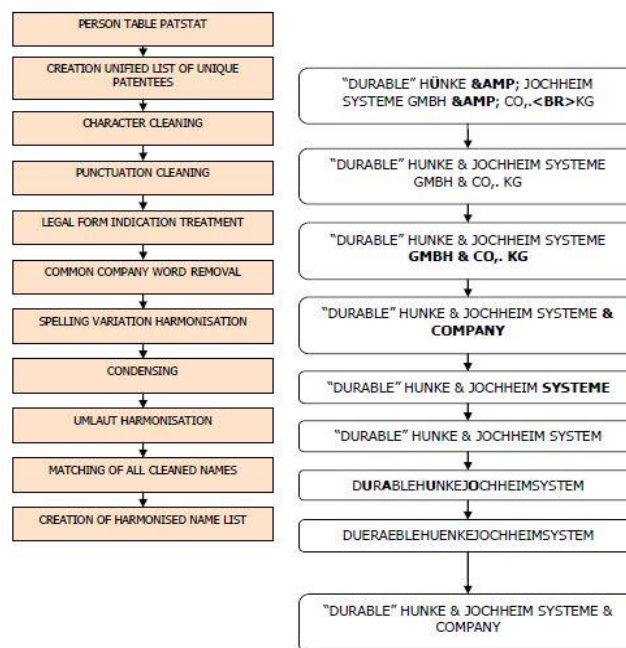 PERSON TABLE PATSTAT
CREATION UNIFIED LIST OF UNIQUE
PATENTEES
CHARACTER CLEANING
PUNCTUATION CLEANING
LEGAL FORM INDICATION TREATMENT
COMMON COMPANY WORD REMOVAL
SPELLING VARIATION HARMONISATION
CONDENSING
UMLAUT HARMONISATION
MATCHING OF ALL CLEANED NAMES
CREATION OF HARMONISED NAME LIST
“DURABLE” HÜNKE &AMP; JOCHHEIM
SYSTEME GMBH &AMP; CO,.<BR>KG
“DURABLE” HUNKE & JOCHHEIM SYSTEME
GMBH & CO,. KG
“DURABLE” HUNKE & JOCHHEIM SYSTEME
GMBH & CO,. KG
“DURABLE” HUNKE & JOCHHEIM SYSTEME &
COMPANY
“DURABLE” HUNKE & JOCHHEIM SYSTEME
“DURABLE” HUNKE & JOCHHEIM SYSTEM
DURABLEHUNKEJOCHHEIMSYSTEM
DUERAEBLEHUENKEJOCHHEIMSYSTEM
“DURABLE” HUNKE & JOCHHEIM SYSTEME &
COMPANY